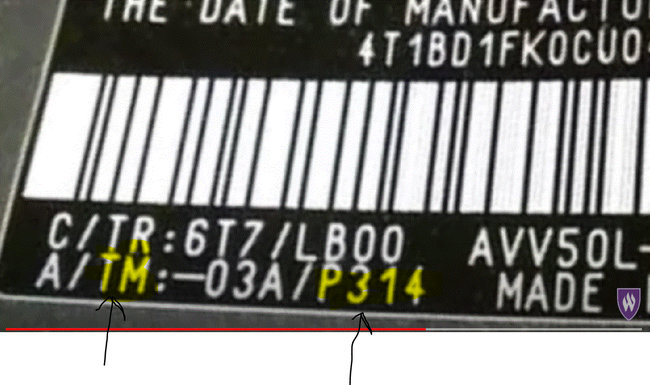 THE DATE OF MANUFACTU
4T1BD1FK0CU0
C/TR:6T7/LB00 AVV50L-
A/TM:-03A/P314 MADE